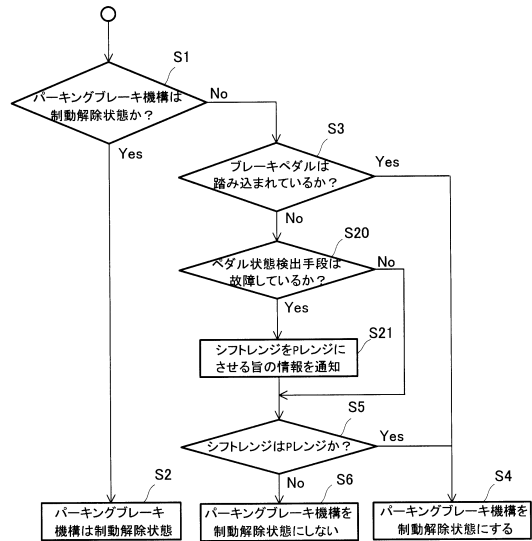 S1
パーキングブレーキ機構は
制動解除状態か?
No
Yes
S3
ブレーキペダルは
踏み込まれているか?
Yes
No
S20
ペダル状態検出手段は
故障しているか?
No
Yes
S21
シフトレンジをPレンジに
させる旨の情報を通知
S5
シフトレンジはPレンジか?
Yes
No
S2
パーキングブレーキ
機構は制動解除状態
S6
パーキングブレーキ機構を
制動解除状態にしない
S4
パーキングブレーキ機構を
制動解除状態にする